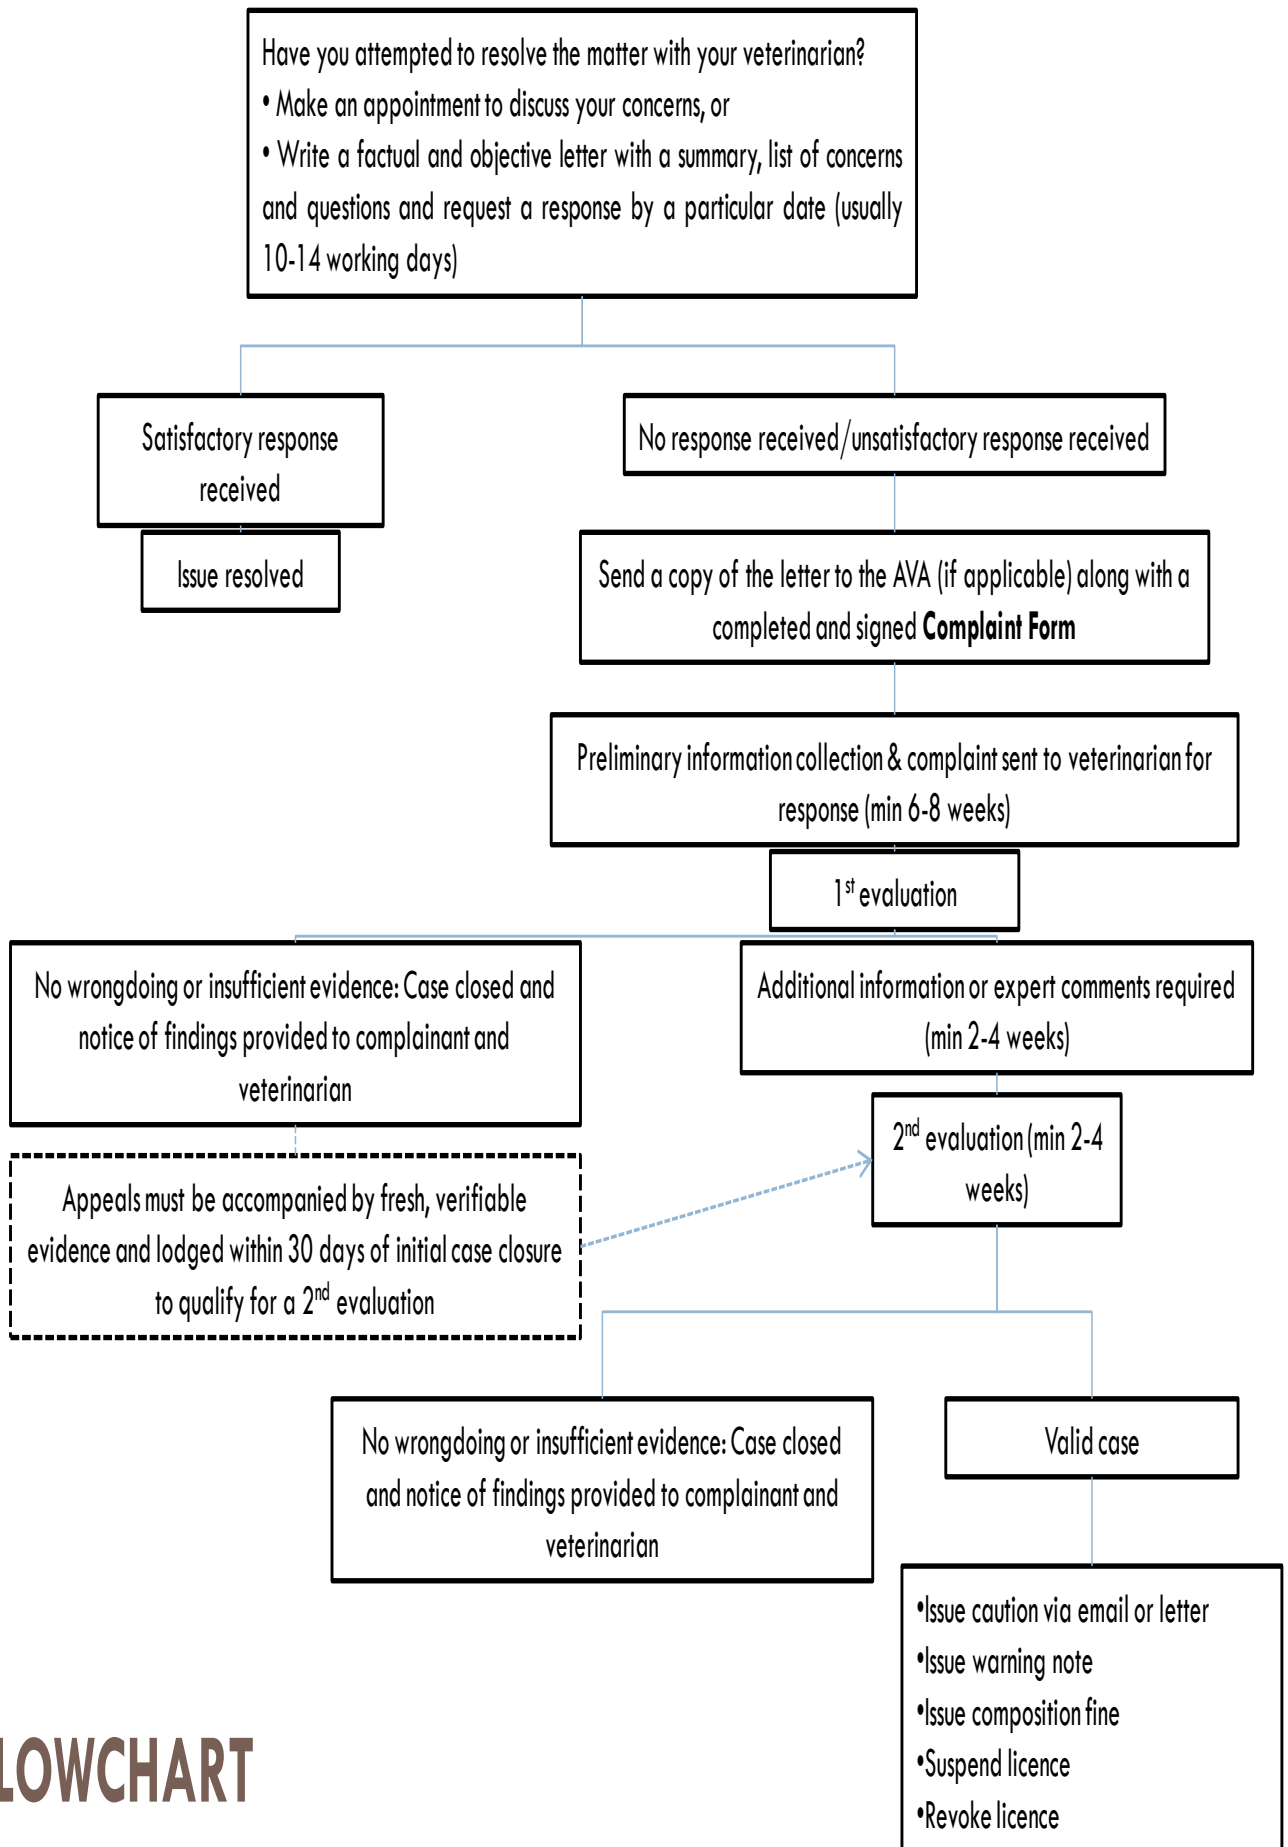 Have you attempted to resolve the matter with your veterinarian?
• Make an appointment to discuss your concerns, or
• Write a factual and objective letter with a summary, list of concerns
and questions and request a response by a particular date (usually
10-14 working days)
Satisfactory response
received
No response received/unsatisfactory response received
Issue resolved
Send a copy of the letter to the AVA (if applicable) along with a
completed and signed Complaint Form
Preliminary information collection & complaint sent to veterinarian for
response (min 6-8 weeks)
1st evaluation
No wrongdoing or insufficient evidence: Case closed and
notice of findings provided to complainant and
veterinarian
Additional information or expert comments required
(min 2-4 weeks)
2nd evaluation (min 2-4
weeks)
Appeals must be accompanied by fresh, verifiable
evidence and lodged within 30 days of initial case closure
to qualify for a 2nd evaluation
No wrongdoing or insufficient evidence: Case closed
and notice of findings provided to complainant and
veterinarian
Valid case
•Issue caution via email or letter
•Issue warning note
•Issue composition fine
•Suspend licence
•Revoke licence
LOWCHART